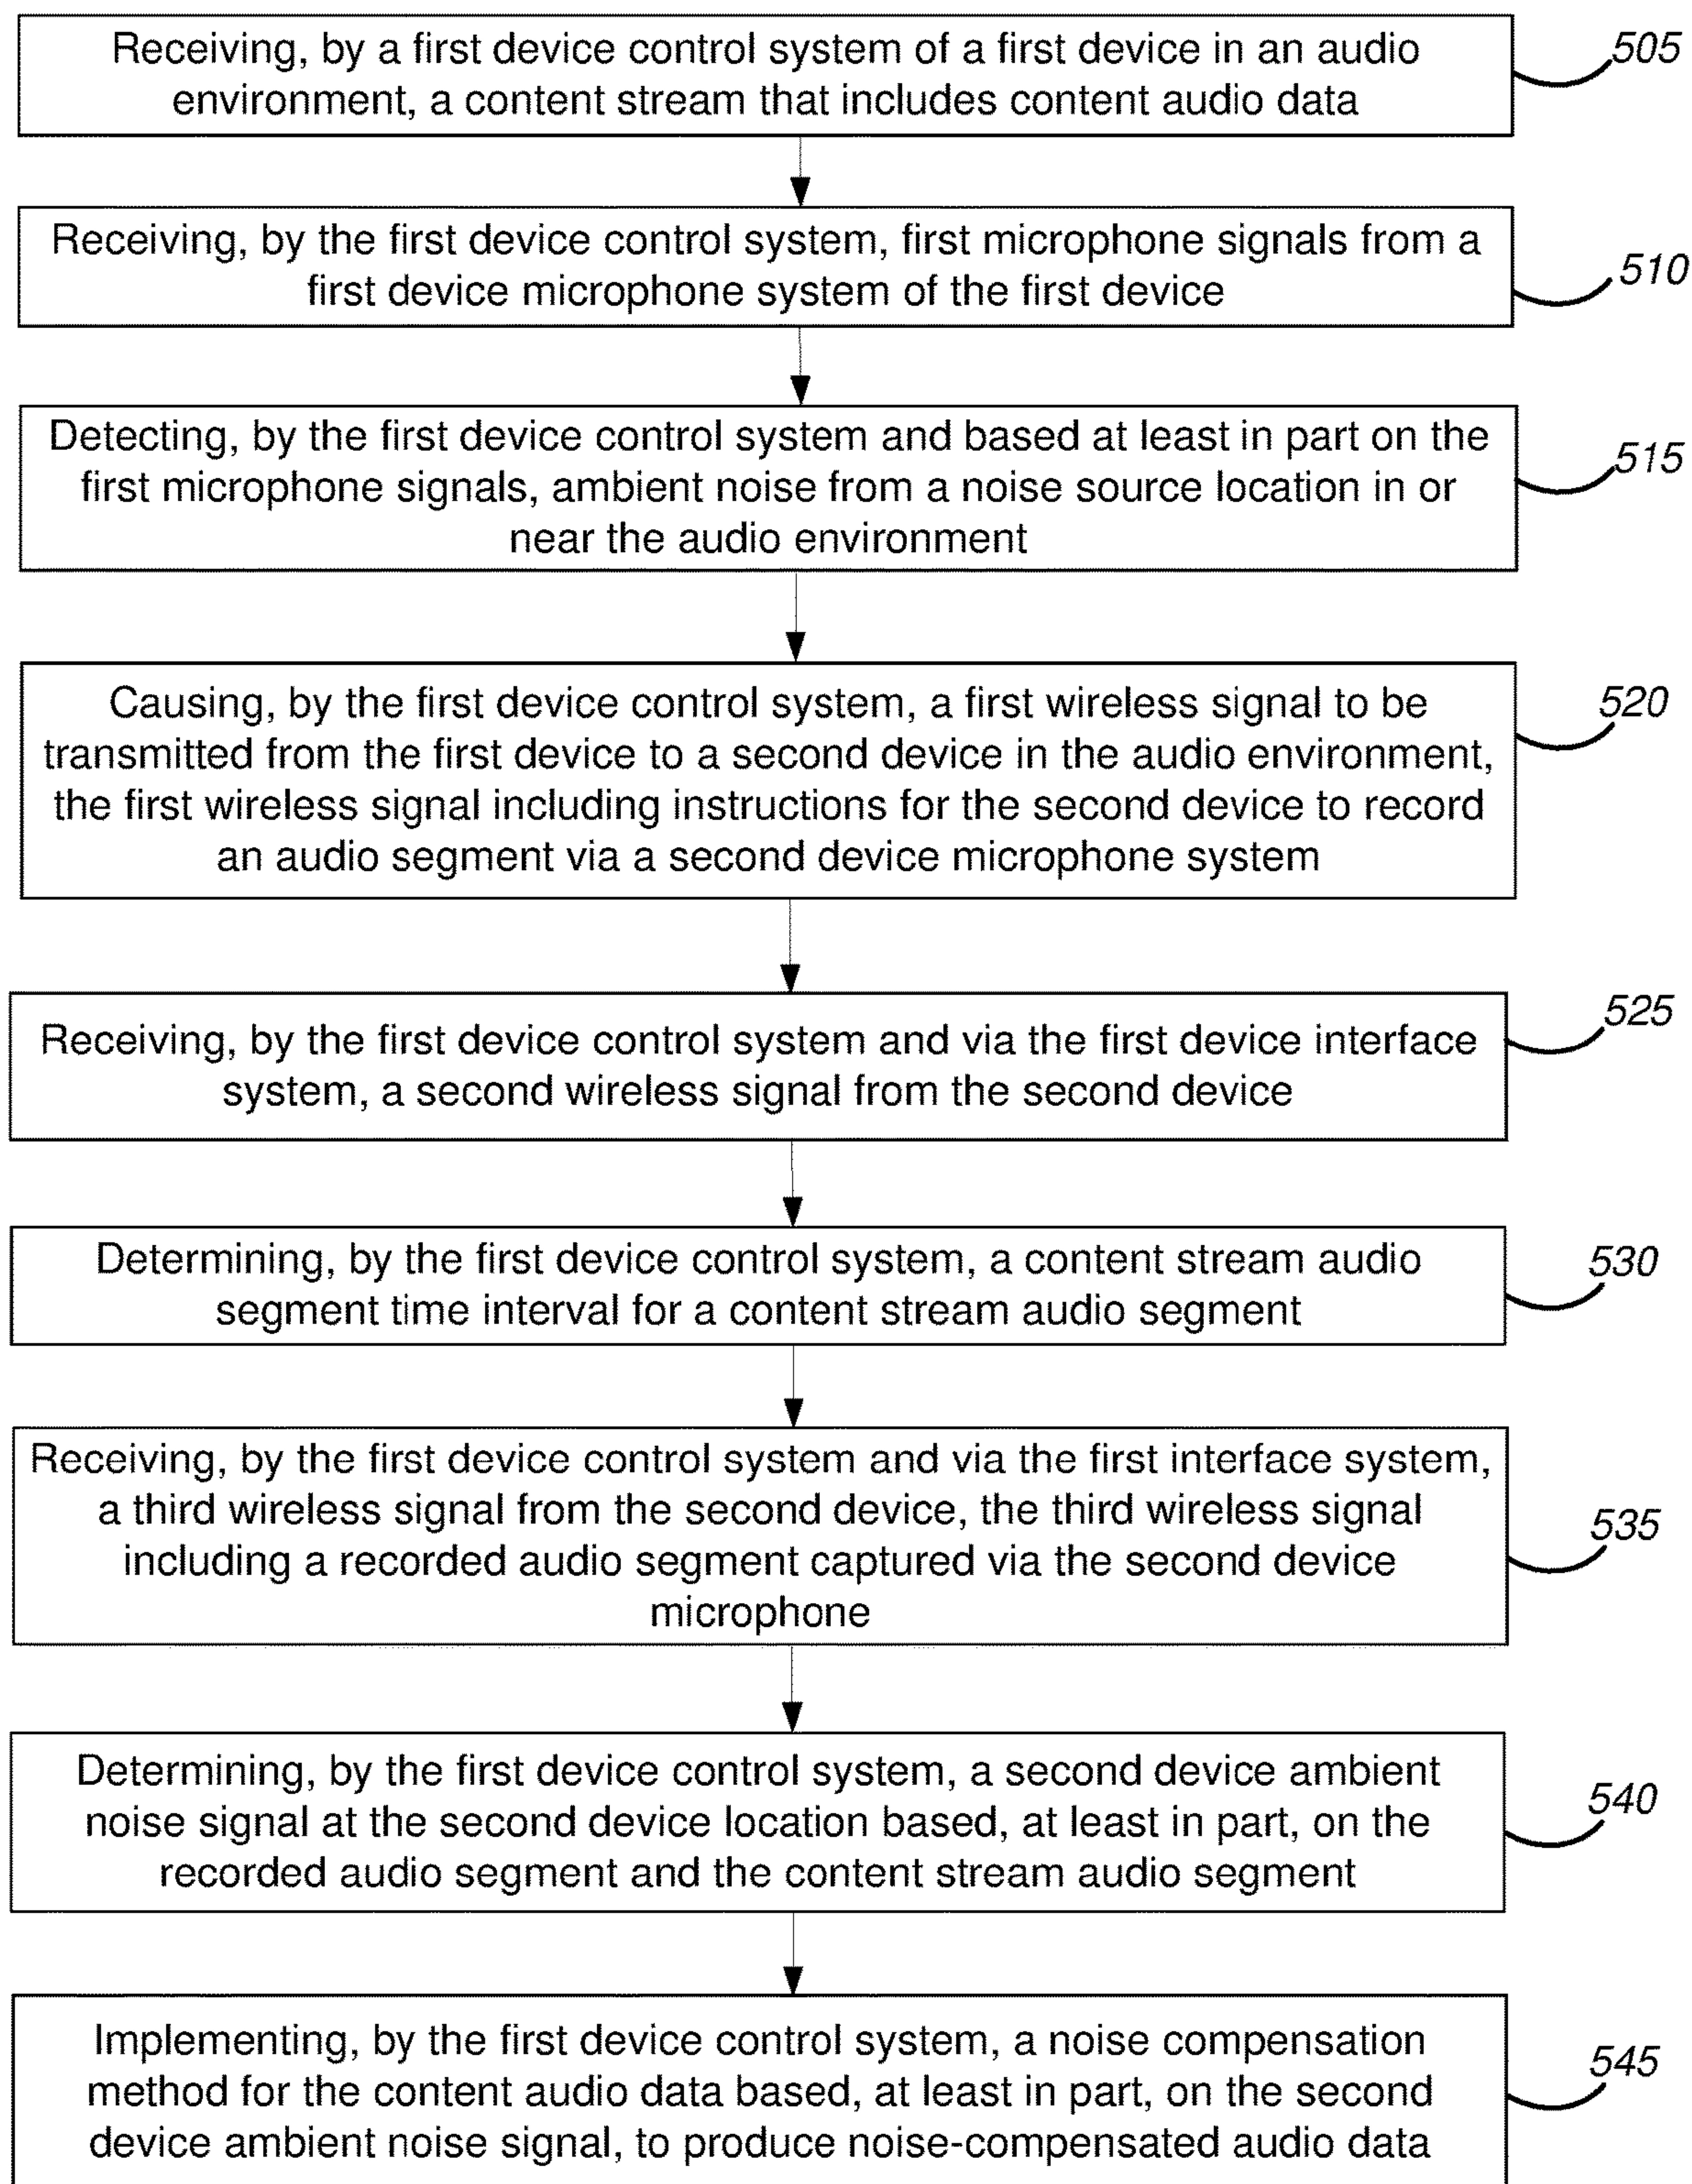 Receiving, by a first device control system of a first device in an audio
environment, a content stream that includes content audio data
505
Receiving, by the first device control system, first microphone signals from a
first device microphone system of the first device
510
Detecting, by the first device control system and based at least in part on the
first microphone signals, ambient noise from a noise source location in or
near the audio environment
515
Causing, by the first device control system, a first wireless signal to be
transmitted from the first device to a second device in the audio environment,
the first wireless signal including instructions for the second device to record
an audio segment via a second device microphone system
520
Receiving, by the first device control system and via the first device interface
system, a second wireless signal from the second device
525
Determining, by the first device control system, a content stream audio
segment time interval for a content stream audio segment
530
Receiving, by the first device control system and via the first interface system,
a third wireless signal from the second device, the third wireless signal
including a recorded audio segment captured via the second device
microphone
535
Determining, by the first device control system, a second device ambient
noise signal at the second device location based, at least in part, on the
recorded audio segment and the content stream audio segment
540
Implementing, by the first device control system, a noise compensation
method for the content audio data based, at least in part, on the second
device ambient noise signal, to produce noise-compensated audio data
545